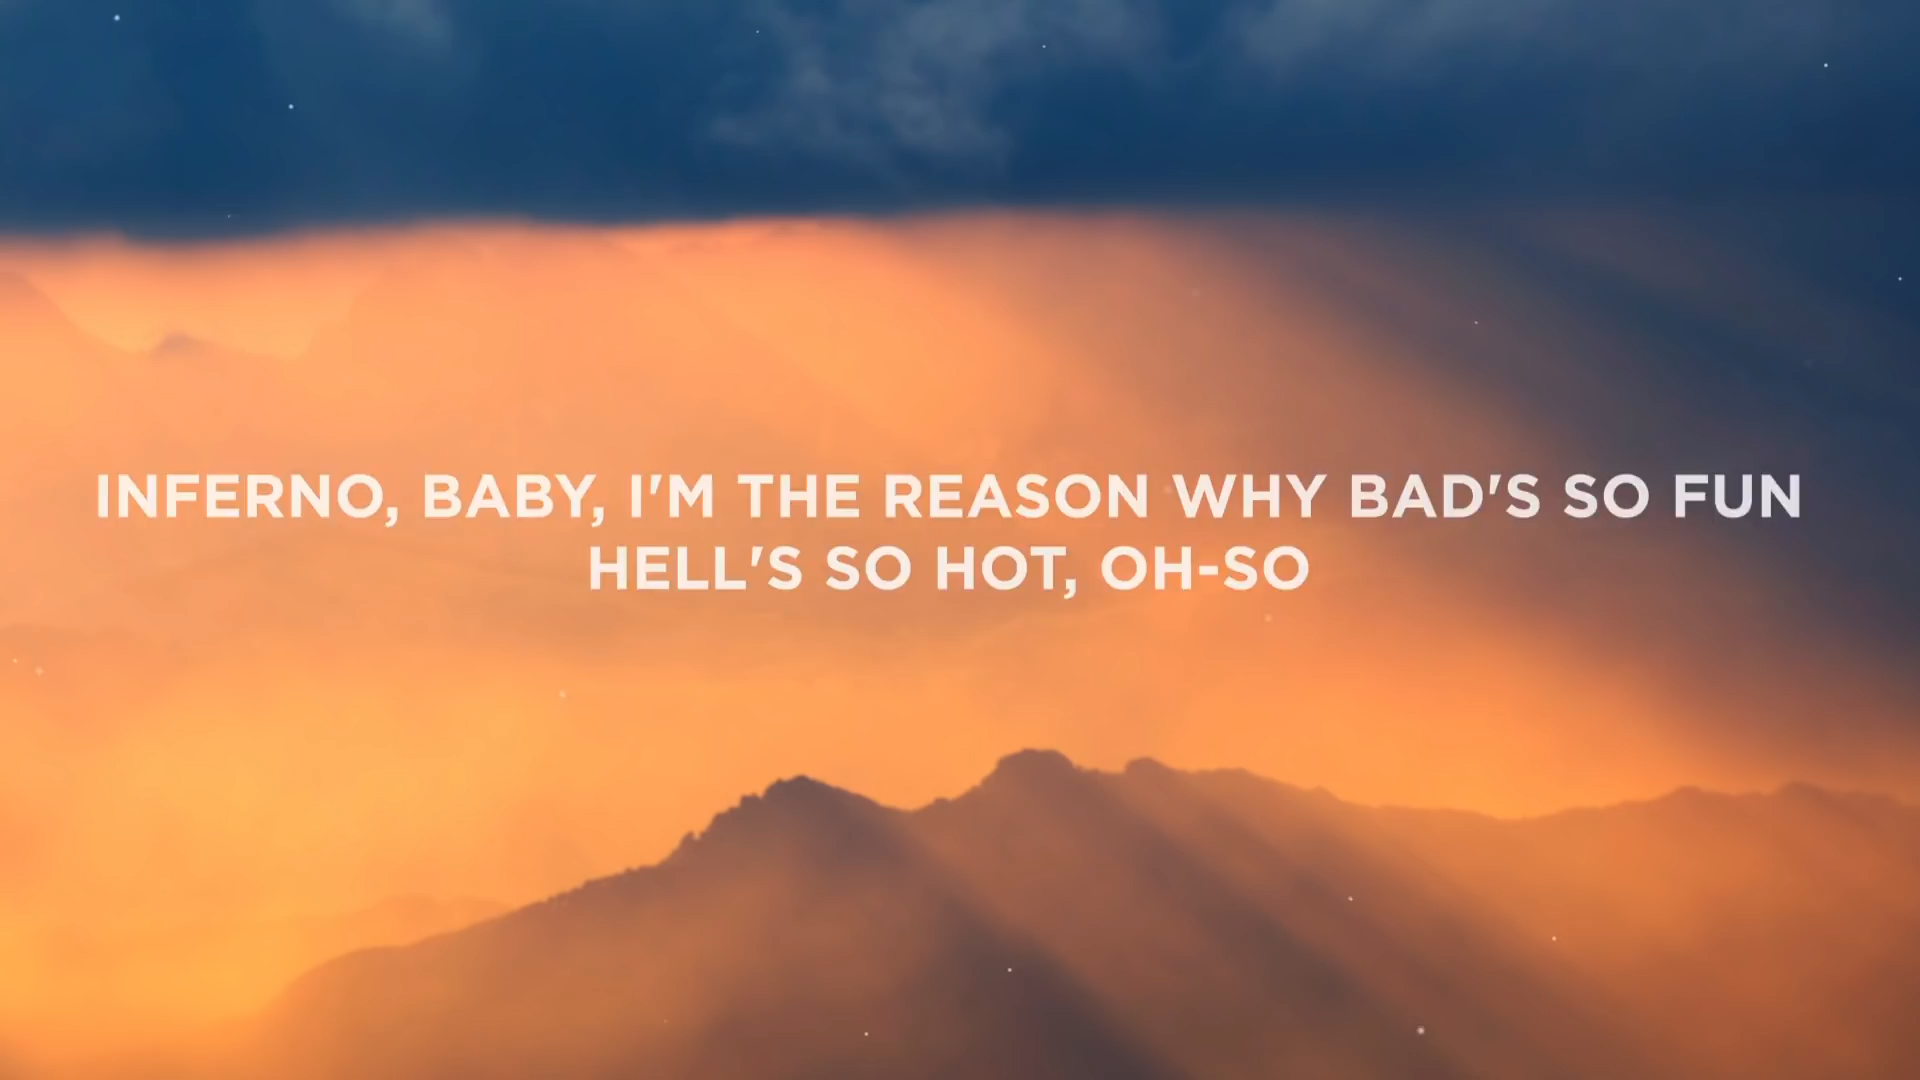 INFERNO, BABY, I'M THE REASON WHY BAD'S SO FUN
HELL'S SO HOT, OH-SO